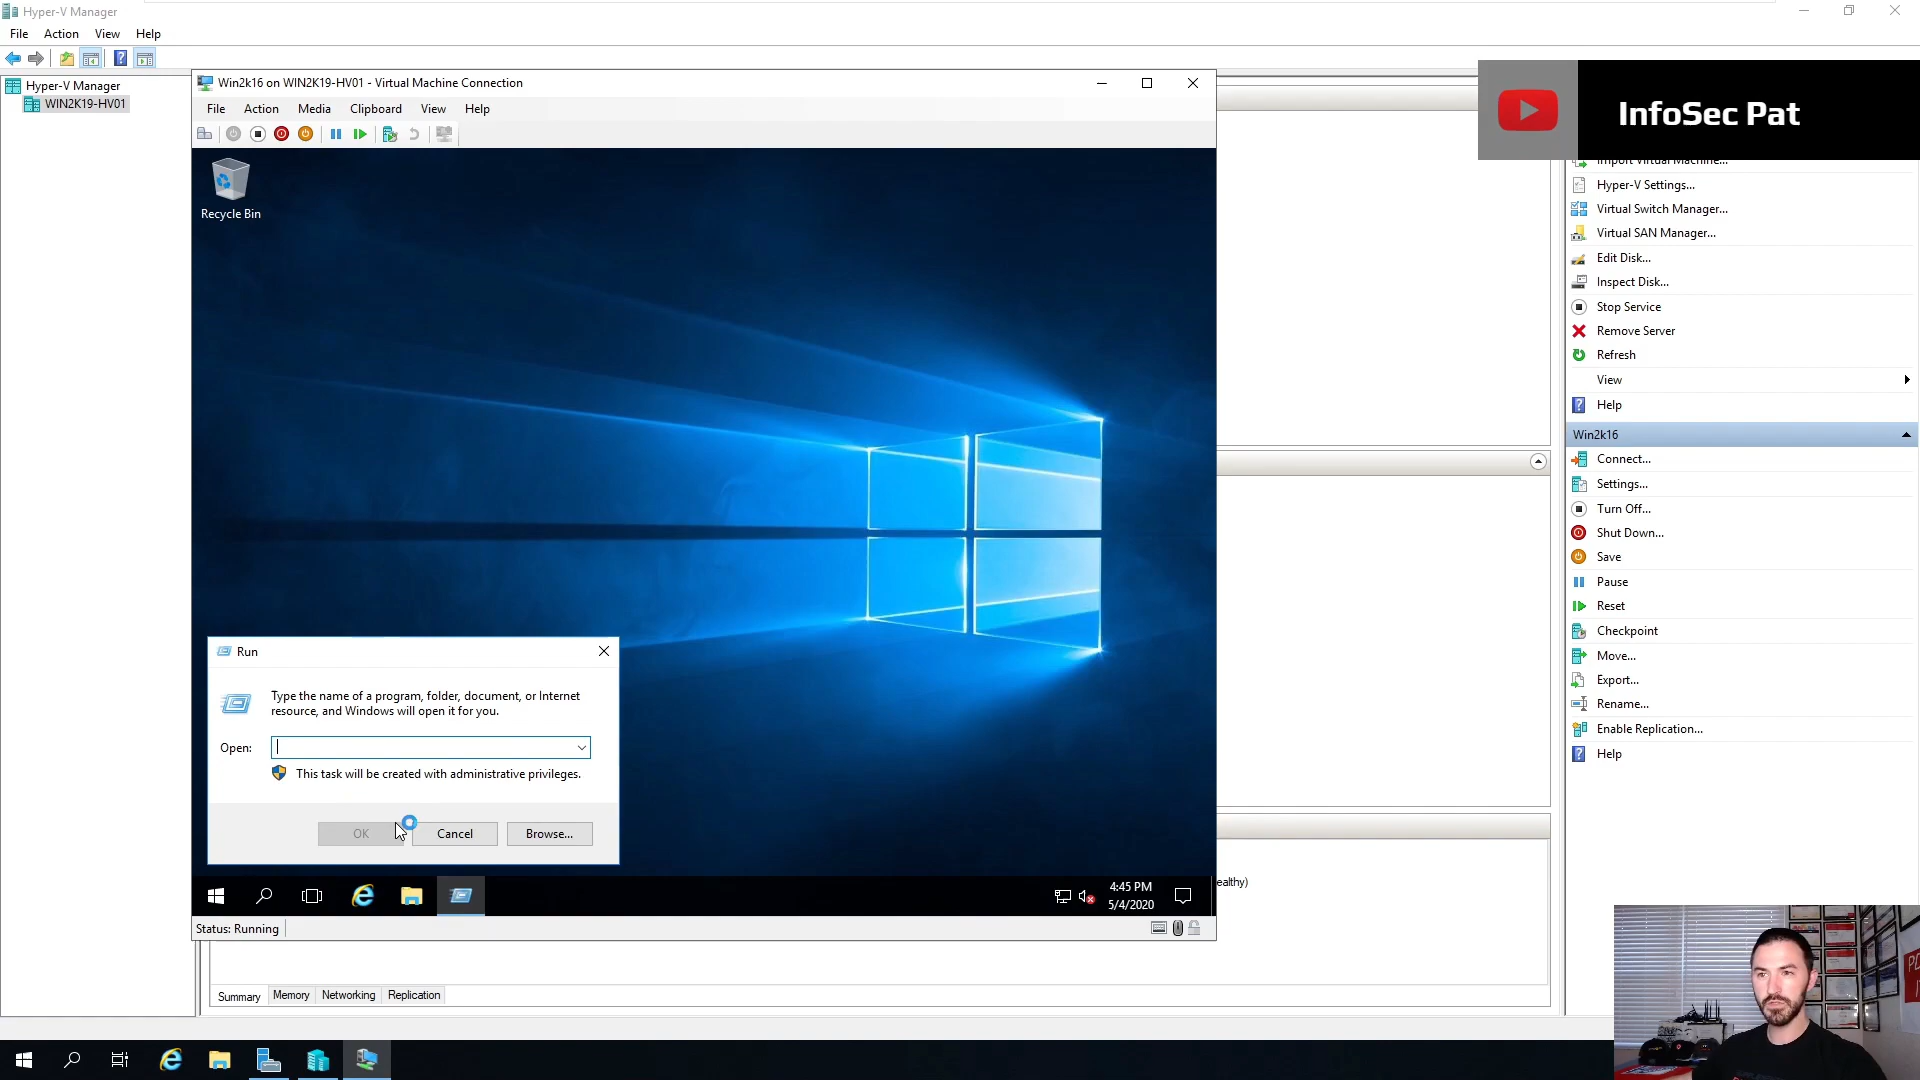 Hyper-V Manager
File Action View Help
Hyper-V Manager
WIN2K19-HV01
Win2k16 on WIN2K19-HV01 - Virtual Machine Connection
File Action Media Clipboard View Help
Recycle Bin
Run
Type the name of a program, folder, document, or Internet
resource, and Windows will open it for you.
Open:
This task will be created with administrative privileges.
OK Cancel Browse...
4:45 PM
5/4/2020
Status: Running
ealthy)
Summary Memory Networking Replication
InfoSec Pat
Import Virtual Machine...
Hyper-V Settings...
Virtual Switch Manager...
Virtual SAN Manager...
Edit Disk...
Inspect Disk...
Stop Service
Remove Server
Refresh
View
Help
Win2k16
Connect...
Settings...
Turn Off...
Shut Down...
Save
Pause
Reset
Checkpoint
Move...
Export...
Rename...
Enable Replication...
Help